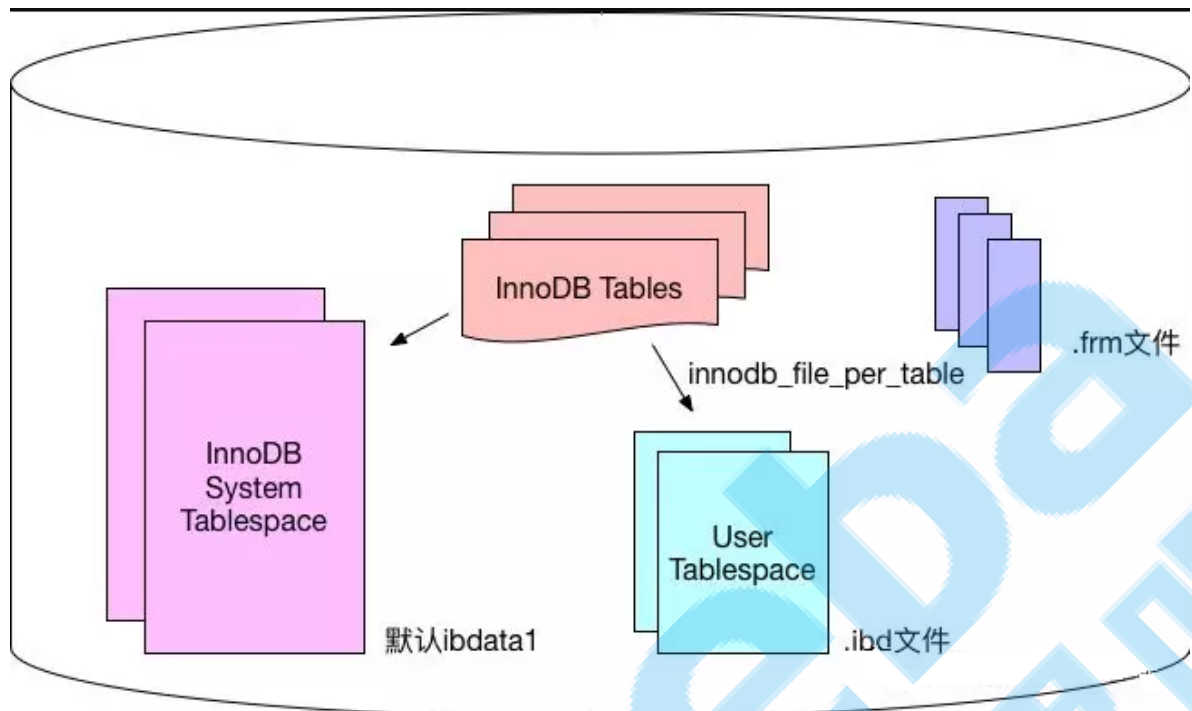 InnoDB Tables
.frm文件
innodb_file_per_table
InnoDB
System
Tablespace
User
Tablespace
默认ibdata1
.ibd文件